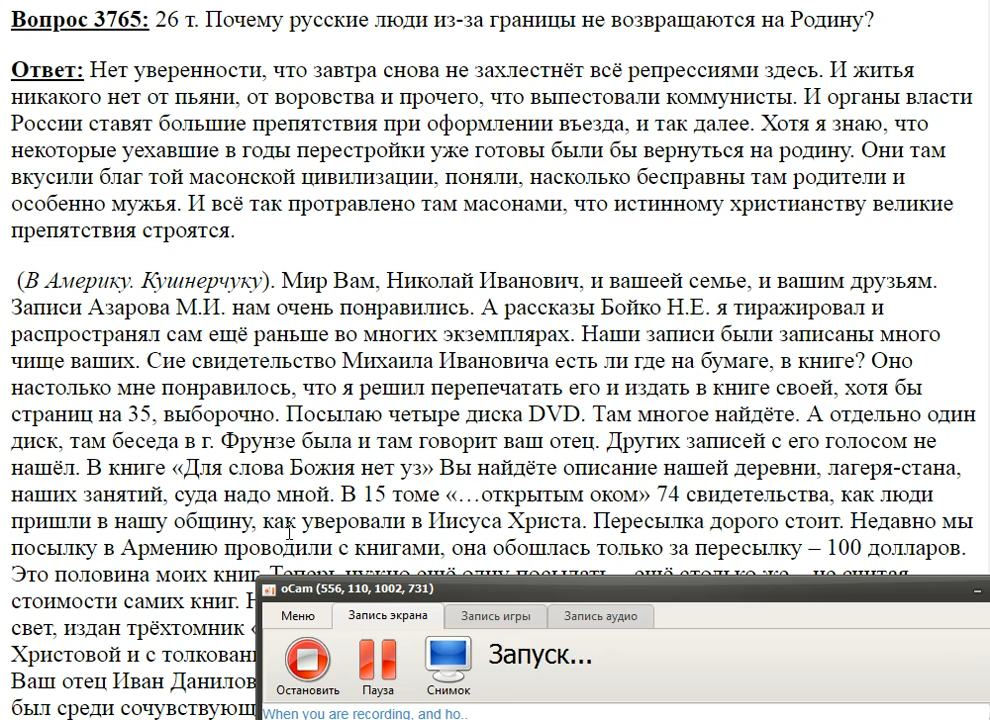 Вопрос 3765: 26 т. Почему русские люди из-за границы не возвращаются на Родину?
Ответ: Нет уверенности, что завтра снова не захлестнёт всё репрессиями здесь. И житья
никакого нет от пьяни, от воровства и прочего, что выпестовали коммунисты. И органы власти
России ставят большие препятствия при оформлении въезда, и так далее. Хотя я знаю, что
некоторые уехавшие в годы перестройки уже готовы были бы вернуться на родину. Они там
вкусили благ той масонской цивилизации, поняли, насколько бесправны там родители и
особенно мужья. И всё так протравлено там масонами, что истинному христианству великие
препятствия строятся.
(В Америку. Кушнерчуку). Мир Вам, Николай Иванович, и вашеей семье, и вашим друзьям.
Записи Азарова М.И. нам очень понравились. А рассказы Бойко Н.Е. я тиражировал и
распространял сам ещё раньше во многих экземплярах. Наши записи были записаны много
чище ваших. Сие свидетельство Михаила Ивановича есть ли где на бумаге, в книге? Оно
настолько мне понравилось, что я решил перепечатать его и издать в книге своей, хотя бы
страниц на 35, выборочно. Посылаю четыре диска DVD. Там многое найдёте. А отдельно один
диск, там беседа в г. Фрунзе была и там говорит ваш отец. Других записей с его голосом не
нашёл. В книге «Для слова Божия нет уз» Вы найдёте описание нашей деревни, лагеря-стана,
наших занятий, суда надо мной. В 15 томе «…открытым оком» 74 свидетельства, как люди
пришли в нашу общину, как уверовали в Иисуса Христа. Пересылка дорого стоит. Недавно мы
посылку в Армению проводили с книгами, она обошлась только за пересылку – 100 долларов.
Это половина моих книг. Теперь нужно ещё одну посылать – ещё столько же – не считая
стоимости самих книг.
свет, издан трёхтомник «
Христовой и с толкован
Ваш отец Иван Данилов
был среди сочувствующ
oCam (556, 110, 1002, 731)
Меню Запись экрана Запись игры Запись аудио
Запуск...
Остановить Пауза Снимок
When you are recording, and ho..